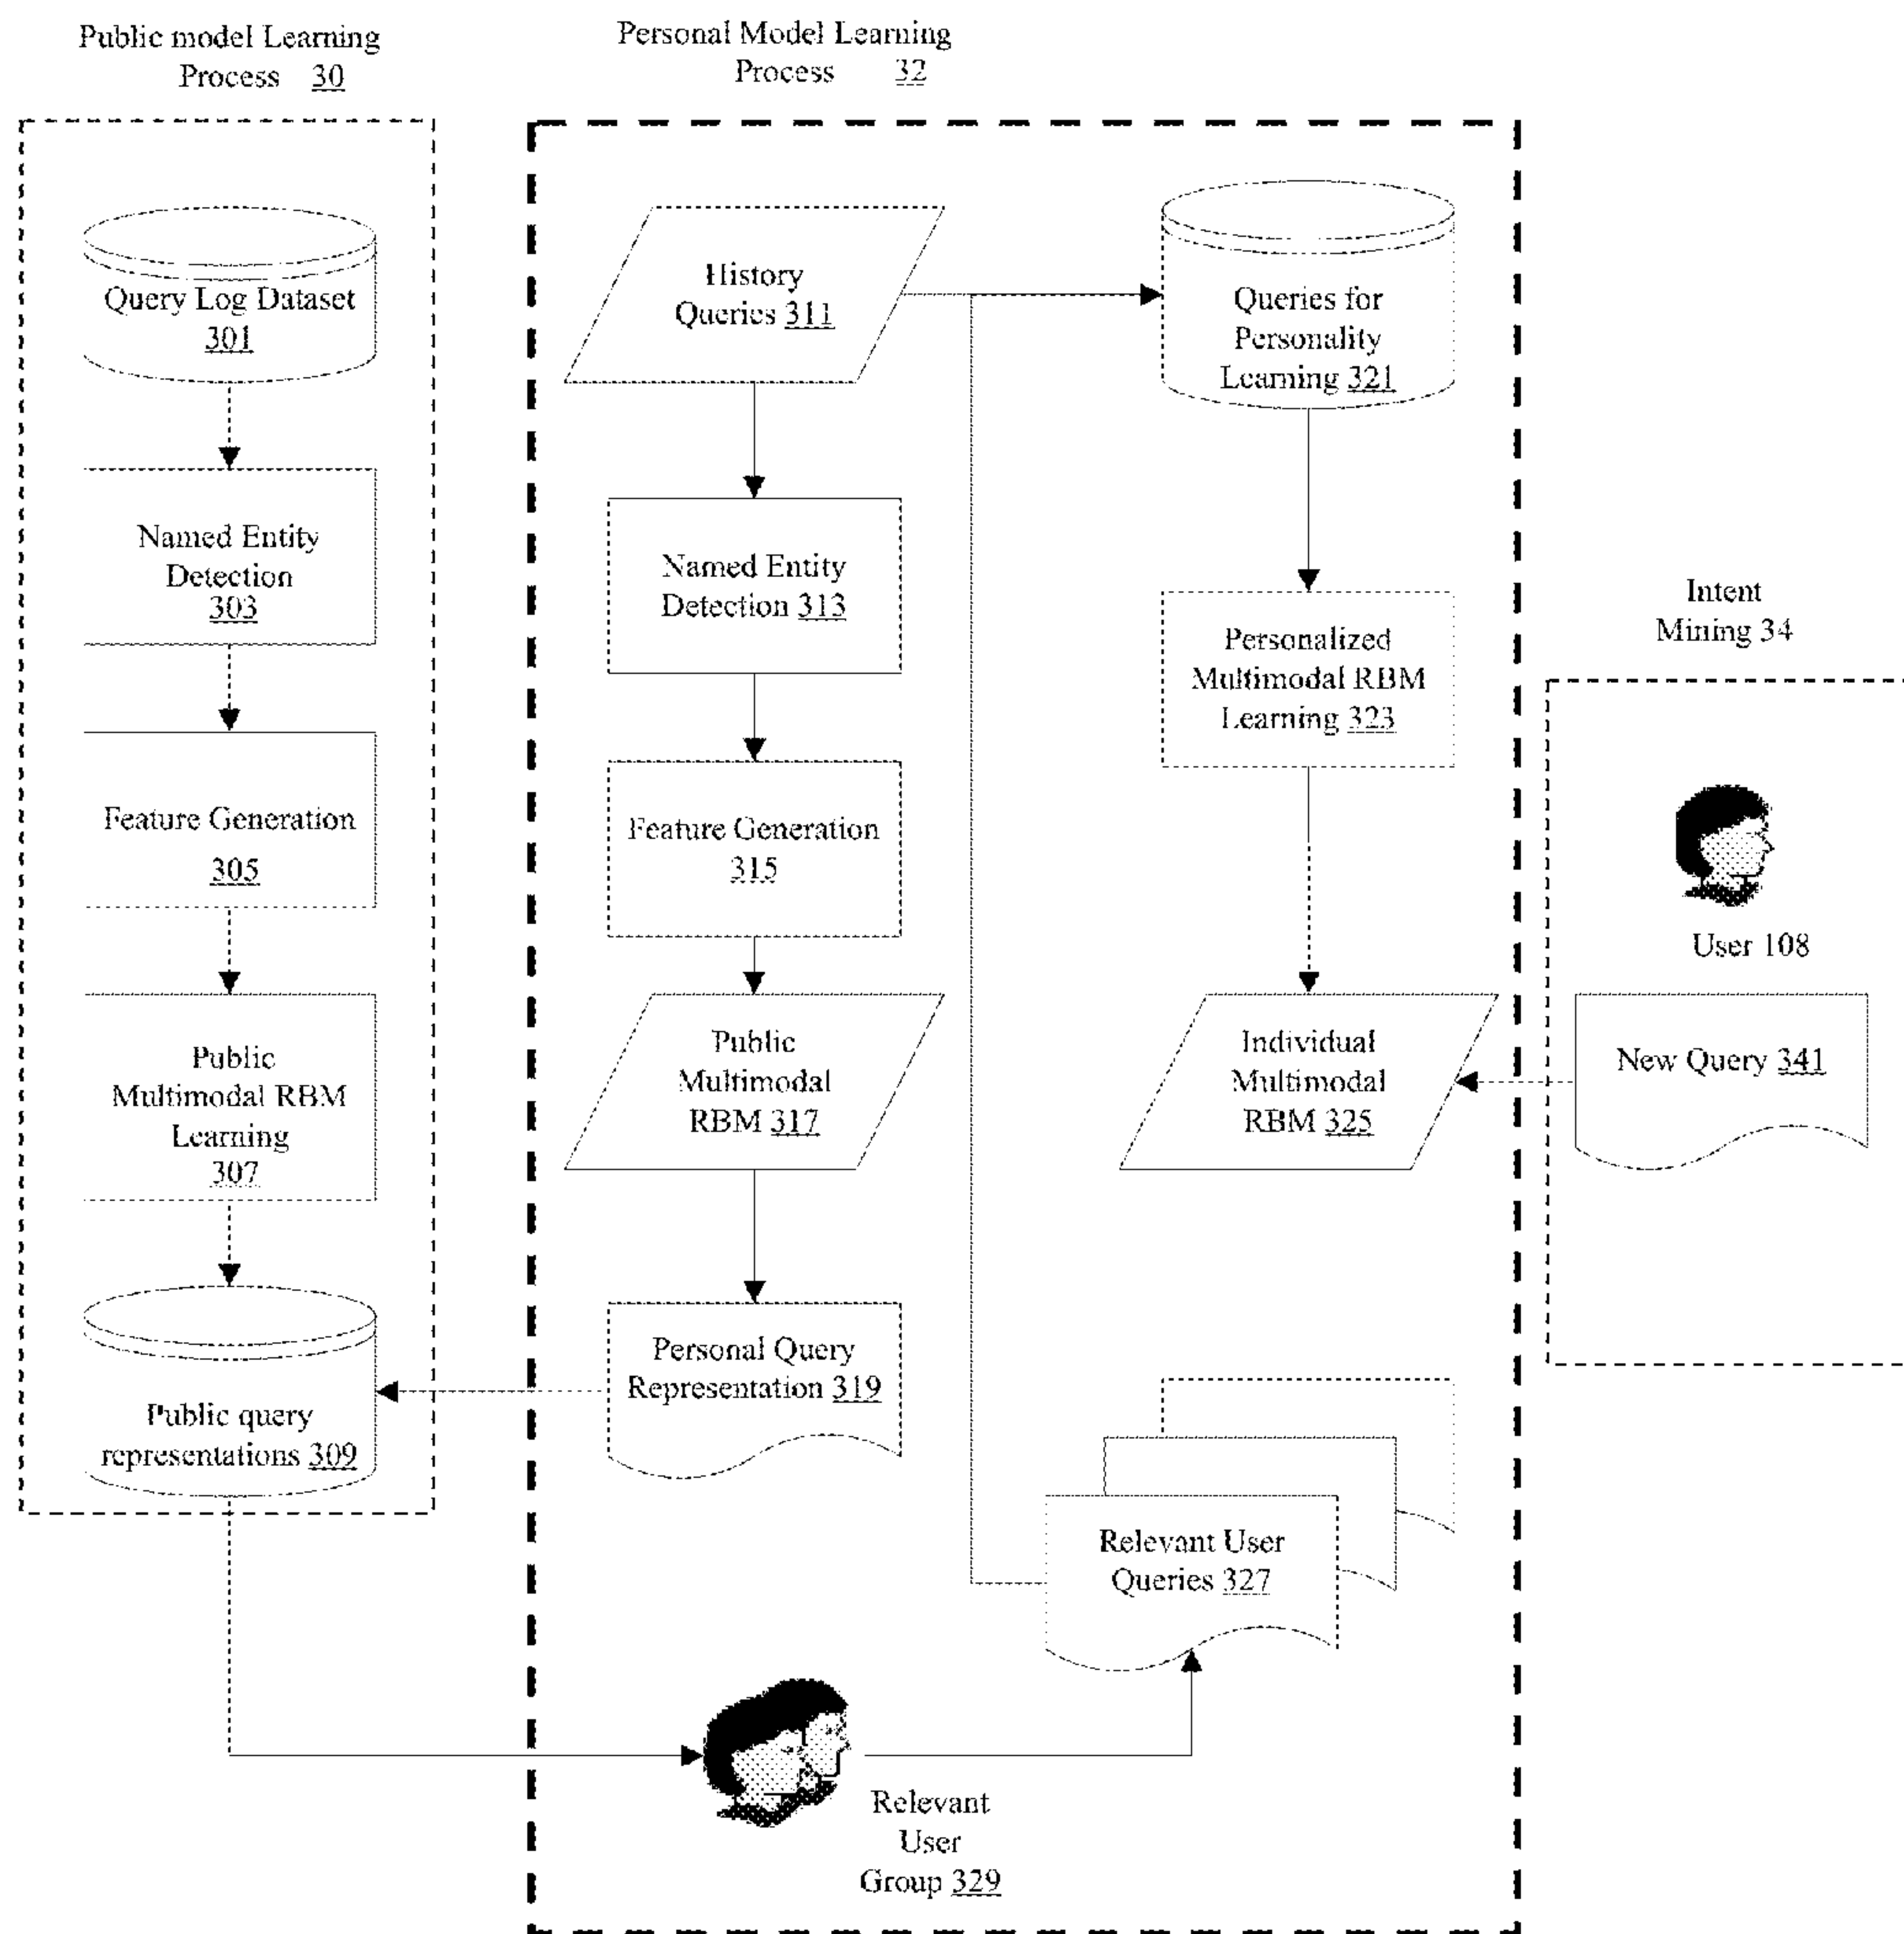 Public model Learning
Process 30
Query Log Dataset
301
Named Entity
Detection
303
Feature Generation
305
Public
Multimodal RBM
Learning
307
Public query
representations 309
Personal Model Learning
Process 32
History
Queries 311
Named Entity
Detection 313
Feature Generation
315
Public
Multimodal
RBM 317
Personal Query
Representation 319
Queries for
Personality
Learning 321
Personalized
Multimodal RBM
Learning 323
Individual
Multimodal
RBM 325
Relevant User
Queries 327
Relevant
User
Group 329
Intent
Mining 34
User 108
New Query 341